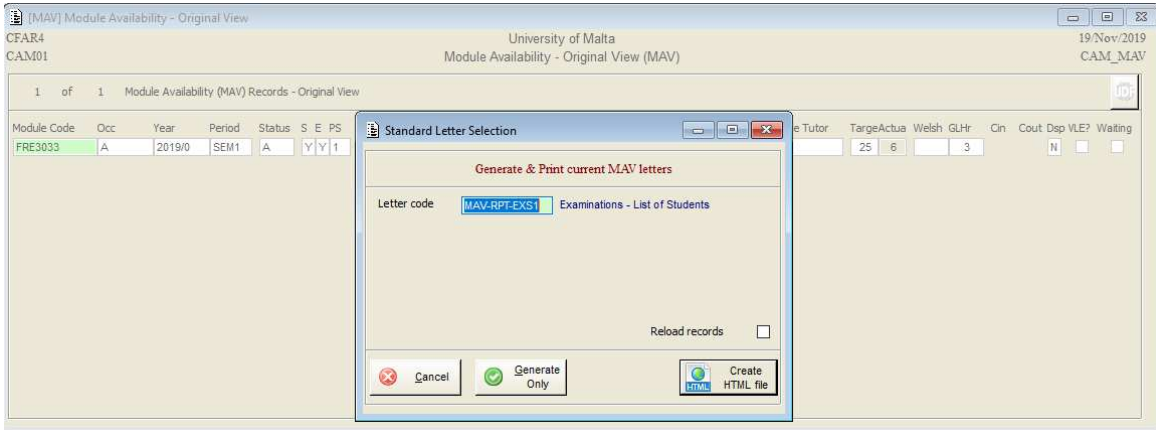 [MAV] Module Availability - Original View
CFAR4 University of Malta 19/Nov/2019
CAM01 Module Availability - Original View (MAV) CAM_MAV
1 of 1 Module Availability (MAV) Records - Original View UDF
Module Code Occ Year Period Status S E PS e Tutor TargeActua Welsh GLHr Cin Cout Dsp VLE? Waiting
FRE3033 A 2019/0 SEM1 A Y Y 1 25 6 3 N
Standard Letter Selection
Generate & Print current MAV letters
Letter code MAV-RPT-EXS1 Examinations - List of Students
Reload records
Cancel
Generate
Only
HTML
Create
HTML file